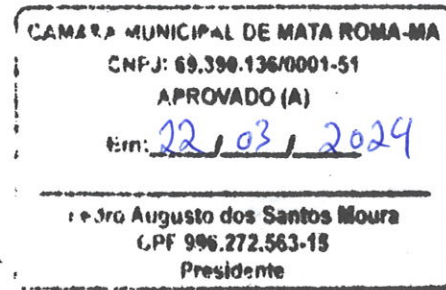 CAMARA MUNICIPAL DE MATA ROMA-MA
CNPJ: 69.390.136/0001-51
APROVADO (A)
Em: 22 / 03 / 2024
Pedro Augusto dos Santos Moura
CPF 996.272.563-15
Presidente